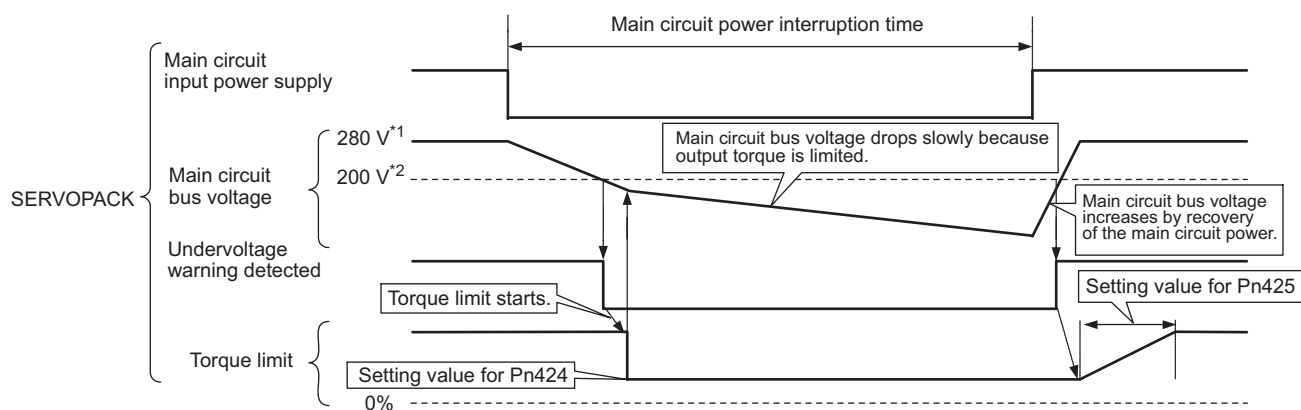 Main circuit power interruption time
Main circuit
input power supply
280 V*1
Main circuit bus voltage drops slowly because
output torque is limited.
200 V*2
Main circuit
bus voltage
SERVOPACK
Main circuit bus voltage
increases by recovery
of the main circuit power.
Undervoltage
warning detected
Torque limit starts.
Setting value for Pn425
Torque limit
Setting value for Pn424
0%